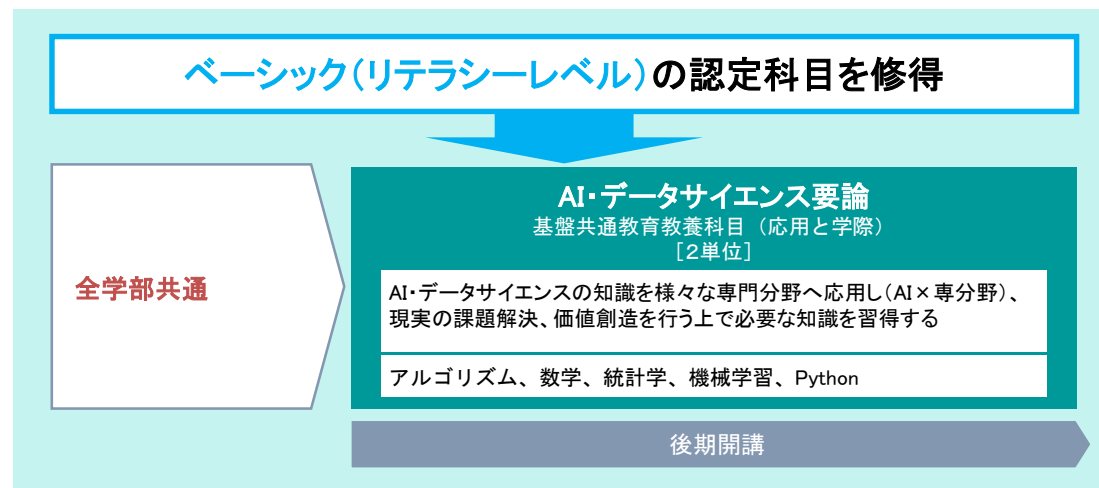 ベーシック(リテラシーレベル)の認定科目を修得
全学部共通
AI・データサイエンス要論
基盤共通教育教養科目(応用と学際)
[2単位]
AI・データサイエンスの知識を様々な専門分野へ応用し(AI×専分野)、
現実の課題解決、価値創造を行う上で必要な知識を習得する
アルゴリズム、数学、統計学、機械学習、Python
後期開講